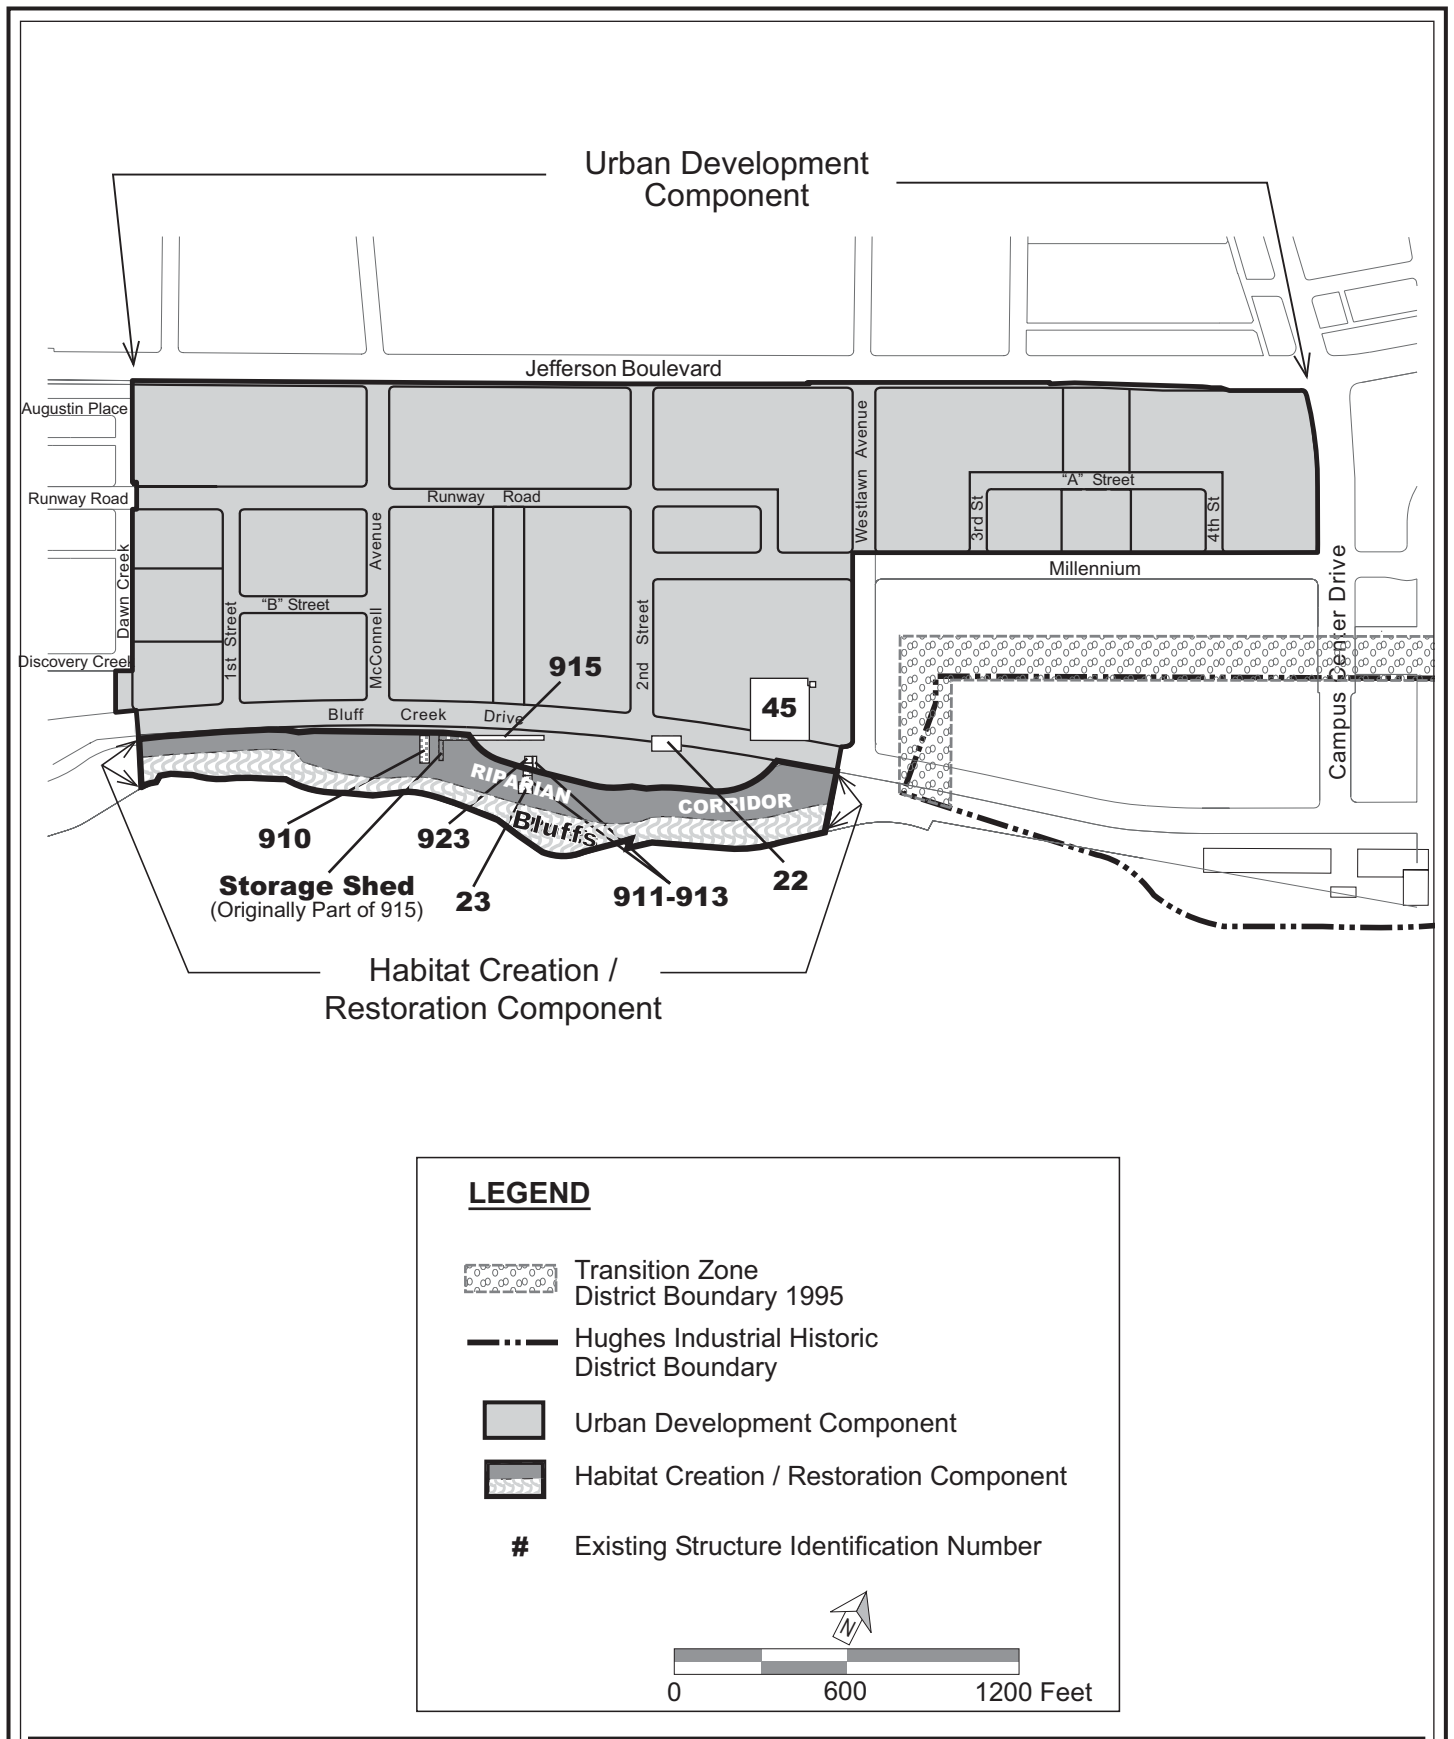 Urban Development
Component
Jefferson Boulevard
Augustin Place
Runway Road
Runway Road
Westlawn Avenue
"A" Street
3rd St
4th St
Millennium
Dawn Creek
Discovery Creek
1st Street
"B" Street
McConnell Avenue
2nd Street
Campus Center Drive
915
45
Bluff Creek Drive
RIPARIAN CORRIDOR
Bluffs
910
923
Storage Shed
(Originally Part of 915)
23
911-913
22
Habitat Creation /
Restoration Component
LEGEND
Transition Zone
District Boundary 1995
Hughes Industrial Historic
District Boundary
Urban Development Component
Habitat Creation / Restoration Component
# Existing Structure Identification Number
N
0 600 1200 Feet